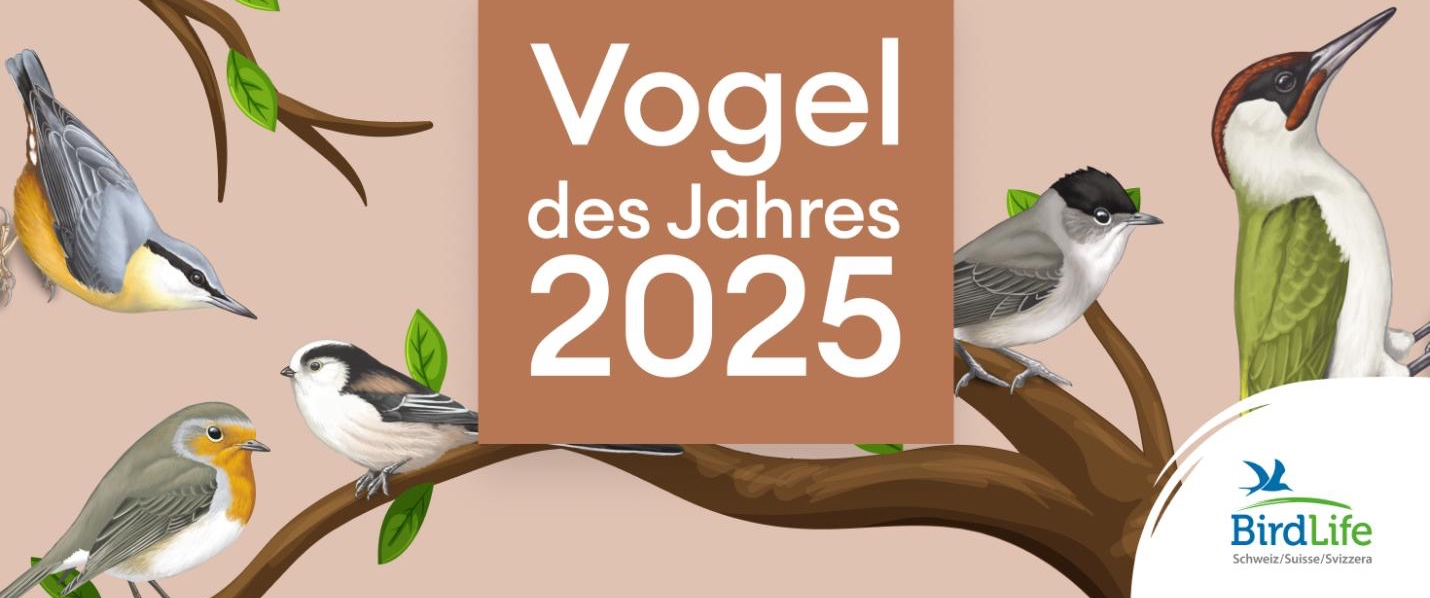 Vogel
des Jahres
2025
BirdLife
Schweiz/Suisse/Svizzera